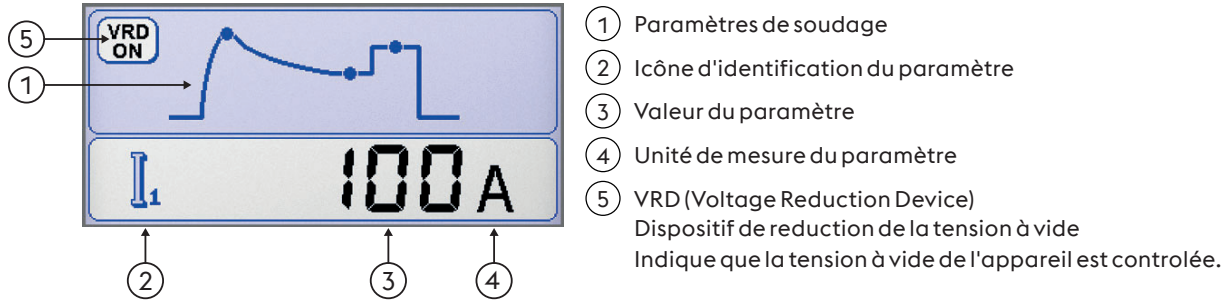 5
VRD
ON
1
I1
100 A
2
3
4
1 Paramètres de soudage
2 Icône d'identification du paramètre
3 Valeur du paramètre
4 Unité de mesure du paramètre
5 VRD (Voltage Reduction Device)
Dispositif de reduction de la tension à vide
Indique que la tension à vide de l'appareil est controlée.